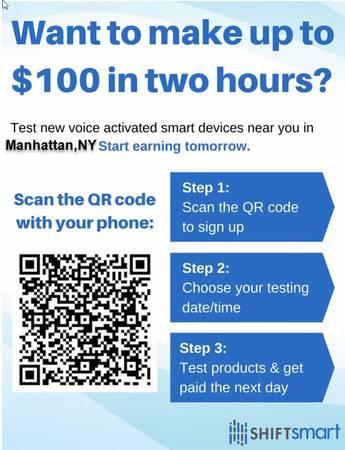 Want to make up to
$100 in two hours?
Test new voice activated smart devices near you in
Manhattan,NY Start earning tomorrow.
Scan the QR code
with your phone:
Step 1:
Scan the QR code
to sign up
Step 2:
Choose your testing
date/time
Step 3:
Test products & get
paid the next day
SHIFTsmart